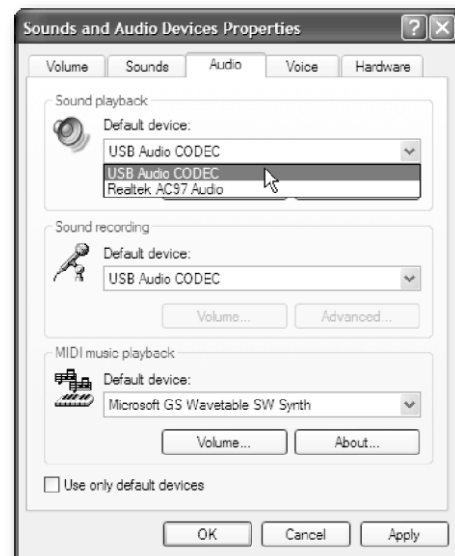 Sounds and Audio Devices Properties
Volume Sounds Audio Voice Hardware
Sound playback
Default device:
USB Audio CODEC
USB Audio CODEC
Realtek AC97 Audio
Sound recording
Default device:
USB Audio CODEC
Volume... Advanced...
MIDI music playback
Default device:
Microsoft GS Wavetable SW Synth
Volume... About...
Use only default devices
OK Cancel Apply